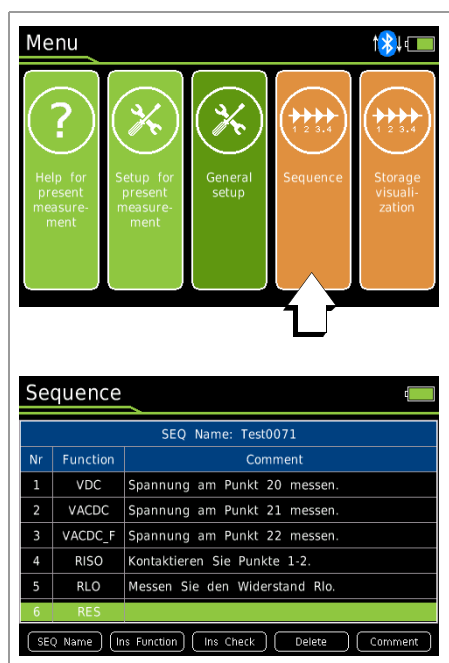 Menu
?
1 2 3.4
1 2 3.4
Help for
present
measure-
ment
Setup for
present
measure-
ment
General
setup
Sequence
Storage
visuali-
zation
Sequence
SEQ Name: Test0071
Nr Function Comment
1 VDC Spannung am Punkt 20 messen.
2 VACDC Spannung am Punkt 21 messen.
3 VACDC_F Spannung am Punkt 22 messen.
4 RISO Kontaktieren Sie Punkte 1-2.
5 RLO Messen Sie den Widerstand Rlo.
6 RES
SEQ Name Ins Function Ins Check Delete Comment